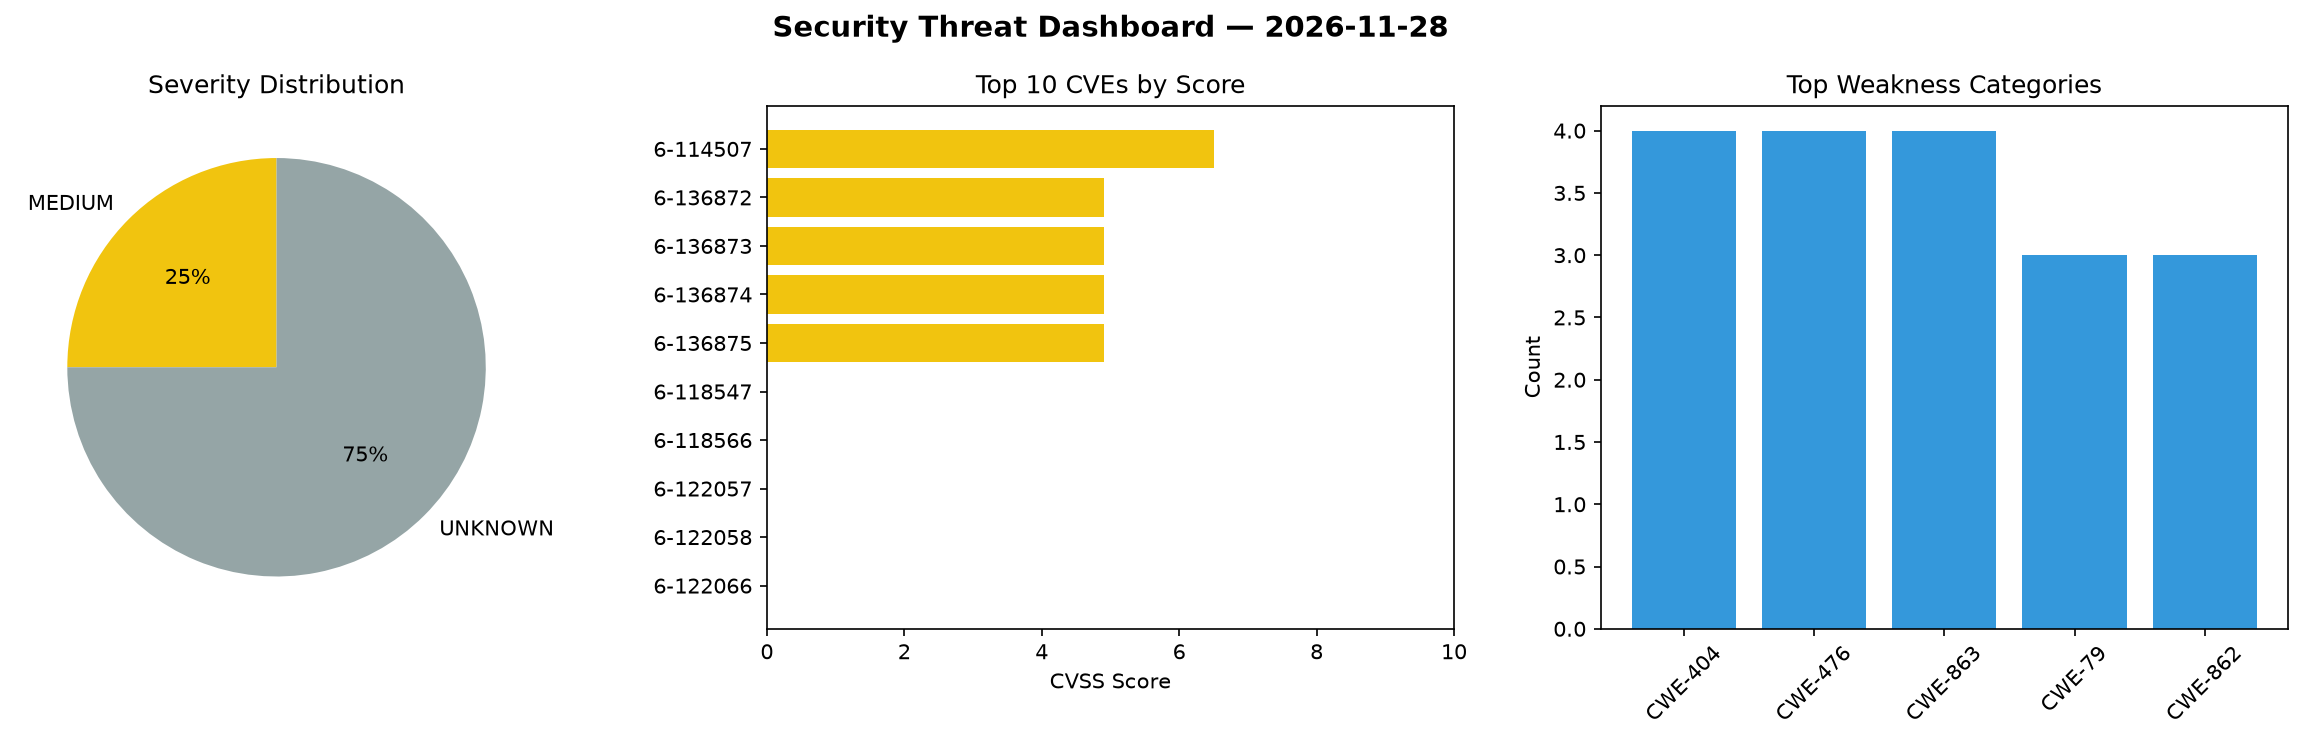 Security Threat Dashboard — 2026-11-28
Severity Distribution
MEDIUM
25%
75%
UNKNOWN
Top 10 CVEs by Score
6-114507
6-136872
6-136873
6-136874
6-136875
6-118547
6-118566
6-122057
6-122058
6-122066
0 2 4 6 8 10
CVSS Score
Top Weakness Categories
Count
4.0
3.5
3.0
2.5
2.0
1.5
1.0
0.5
0.0
CWE-404 CWE-476 CWE-863 CWE-79 CWE-862